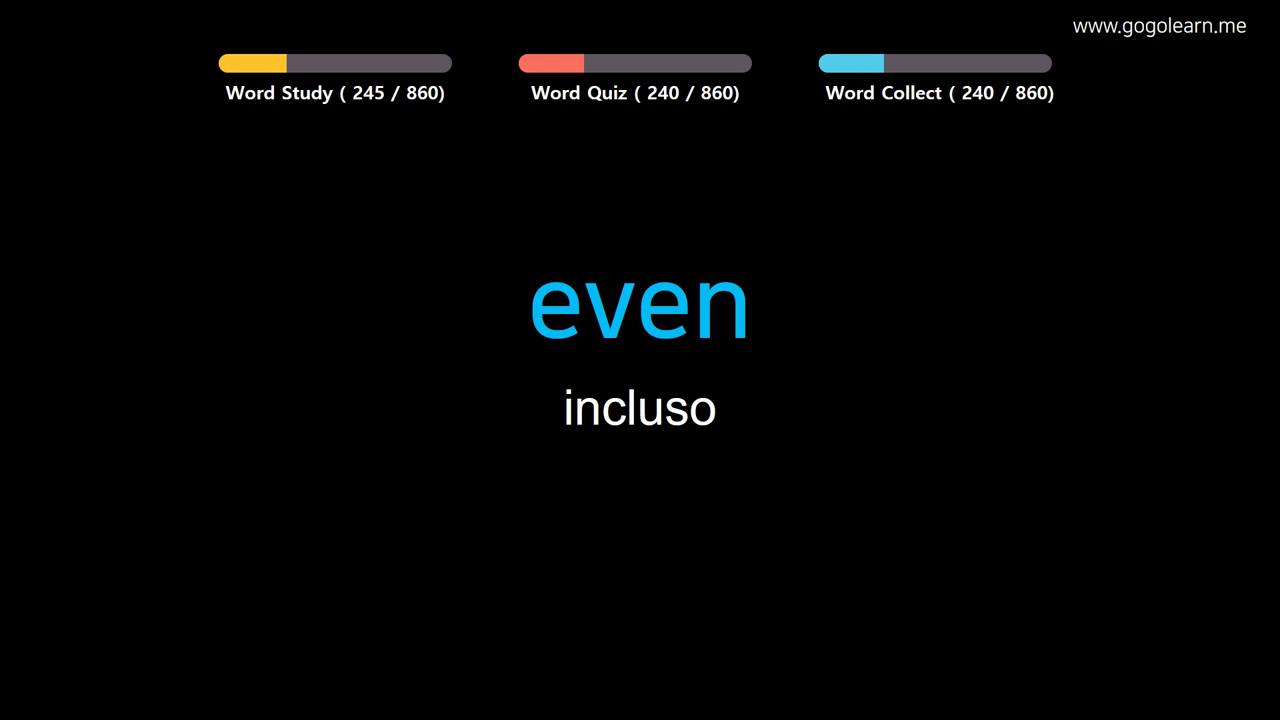 www.gogolearn.me
Word Study ( 245 / 860)
Word Quiz ( 240 / 860)
Word Collect ( 240 / 860)
even
incluso